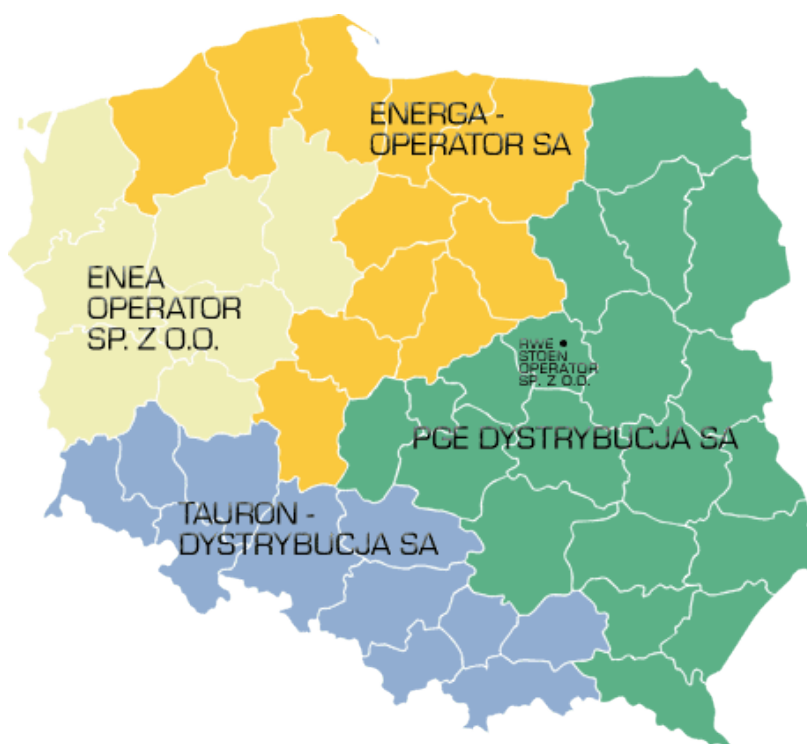 ENERGA -
OPERATOR SA
ENEA
OPERATOR
SP. Z O.O.
RWE
STOEN
OPERATOR
SP. Z O.O.
PGE DYSTRYBUCJA SA
TAURON -
DYSTRYBUCJA SA